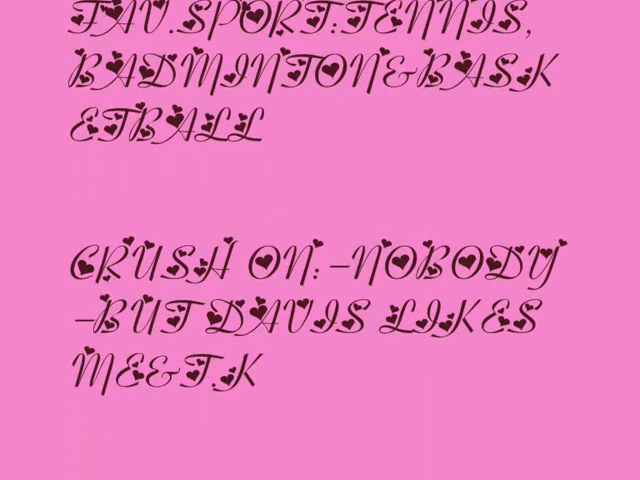 FAV.SPORT:TENNIS,
BADMINTON&BASK
ETBALL
CRUSH ON:-NOBODY
-BUT DAVIS LIKES
ME&T.K